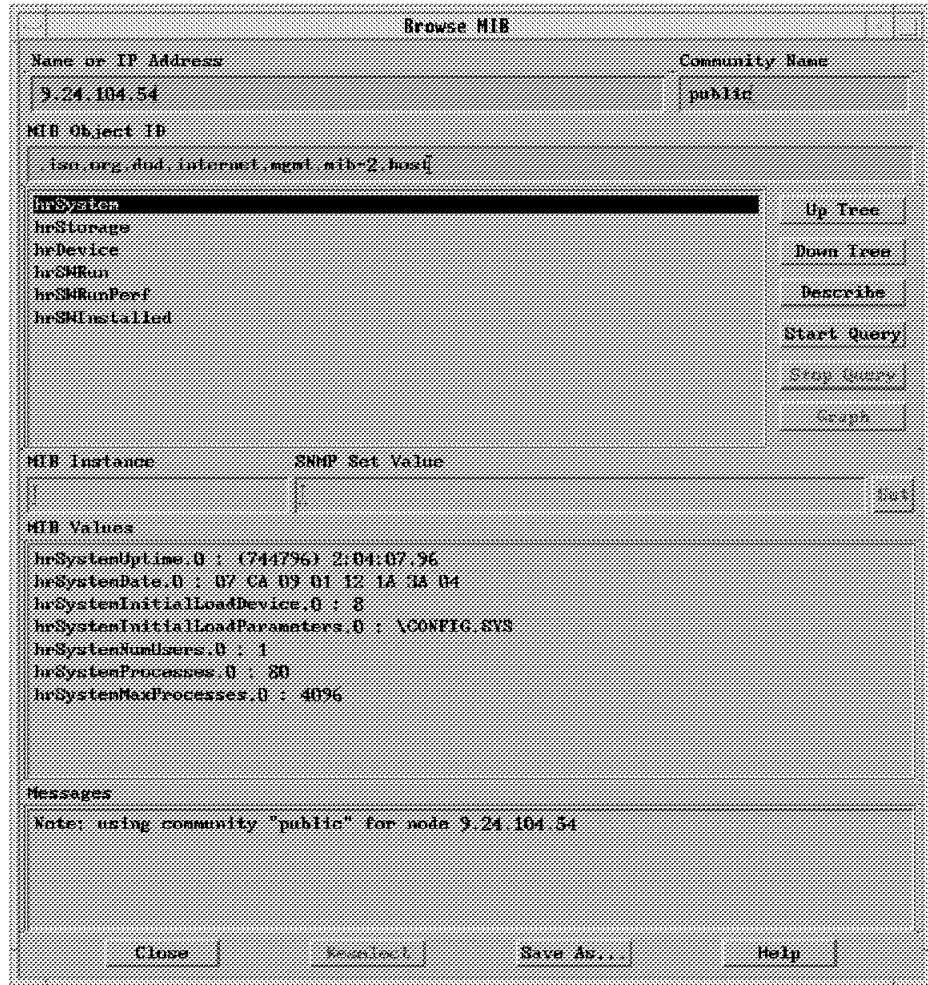 Browse MIB
Name or IP Address
Community Name
9.24.104.54
public
MIB Object ID
.iso.org.dod.internet.mgmt.mib-2.host
hrSystem
hrStorage
hrDevice
hrSWRun
hrSWRunPerf
hrSWInstalled
Up Tree
Down Tree
Describe
Start Query
Stop Query
Graph
MIB Instance
SNMP Set Value
Set
MIB Values
hrSystemUptime.0 : (744796) 2:04:07.96
hrSystemDate.0 : 07 CA 09 01 12 1A 3A 04
hrSystemInitialLoadDevice.0 : 8
hrSystemInitialLoadParameters.0 : \CONFIG.SYS
hrSystemNumUsers.0 : 1
hrSystemProcesses.0 : 80
hrSystemMaxProcesses.0 : 4096
Messages
Note: using community "public" for node 9.24.104.54
Close
Reselect
Save As...
Help